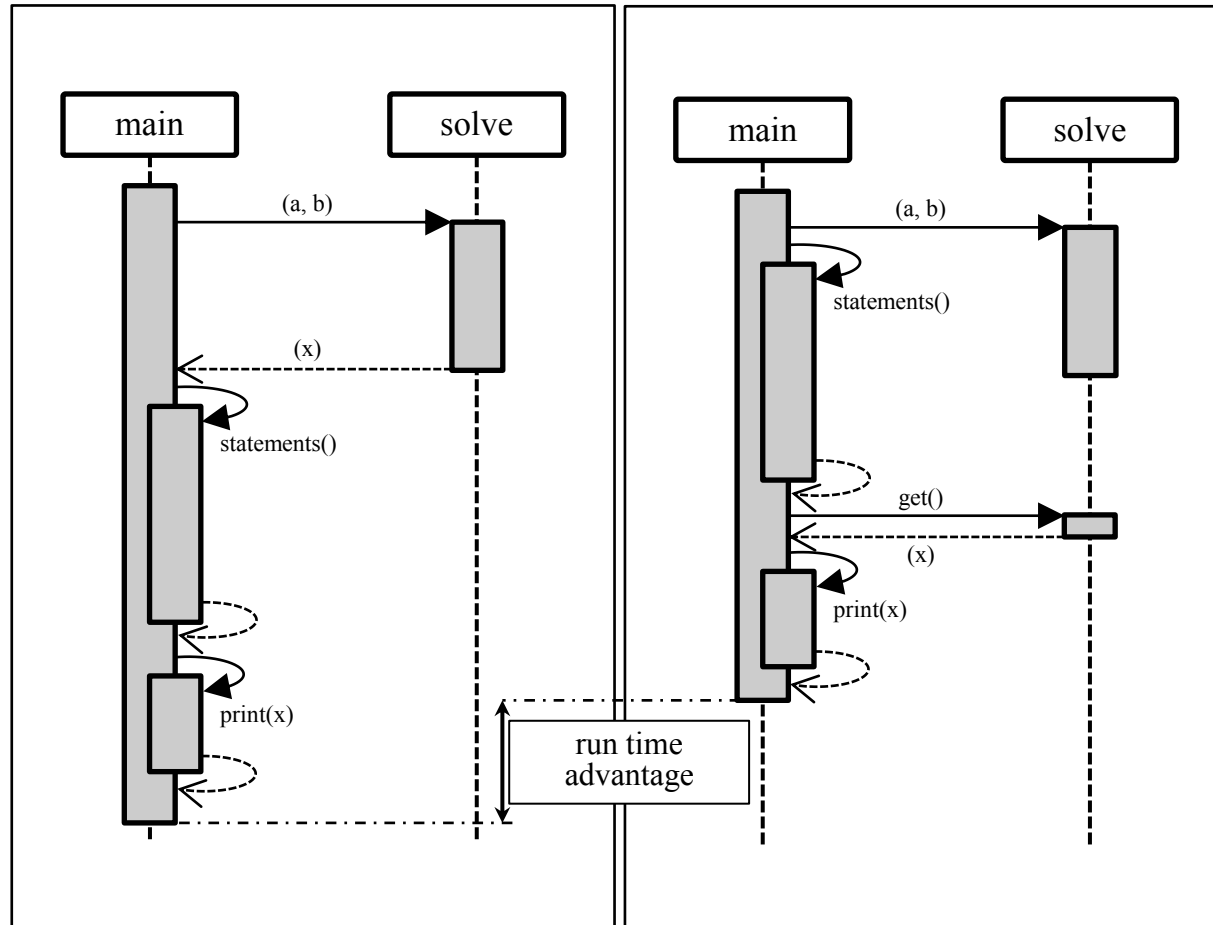 main
solve
(a, b)
(x)
statements()
print(x)
main
solve
(a, b)
statements()
get()
(x)
print(x)
run time
advantage